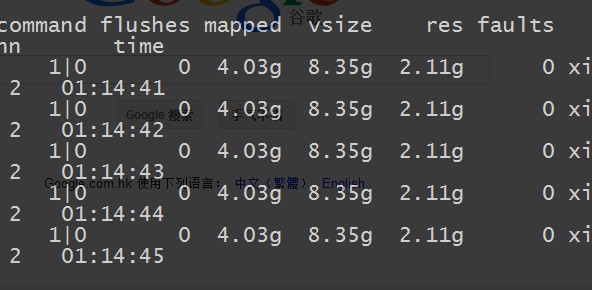 谷歌
command flushes mapped vsize res faults
nn time
1|0 0 4.03g 8.35g 2.11g 0 xi
2 01:14:41
Google 搜索
1|0 0 4.03g 8.35g 2.11g 0 xi
2 01:14:42
1|0 0 4.03g 8.35g 2.11g 0 xi
2 01:14:43
Google.com.hk 使用下列语言： 中文（繁體） English
1|0 0 4.03g 8.35g 2.11g 0 xi
2 01:14:44
1|0 0 4.03g 8.35g 2.11g 0 xi
2 01:14:45